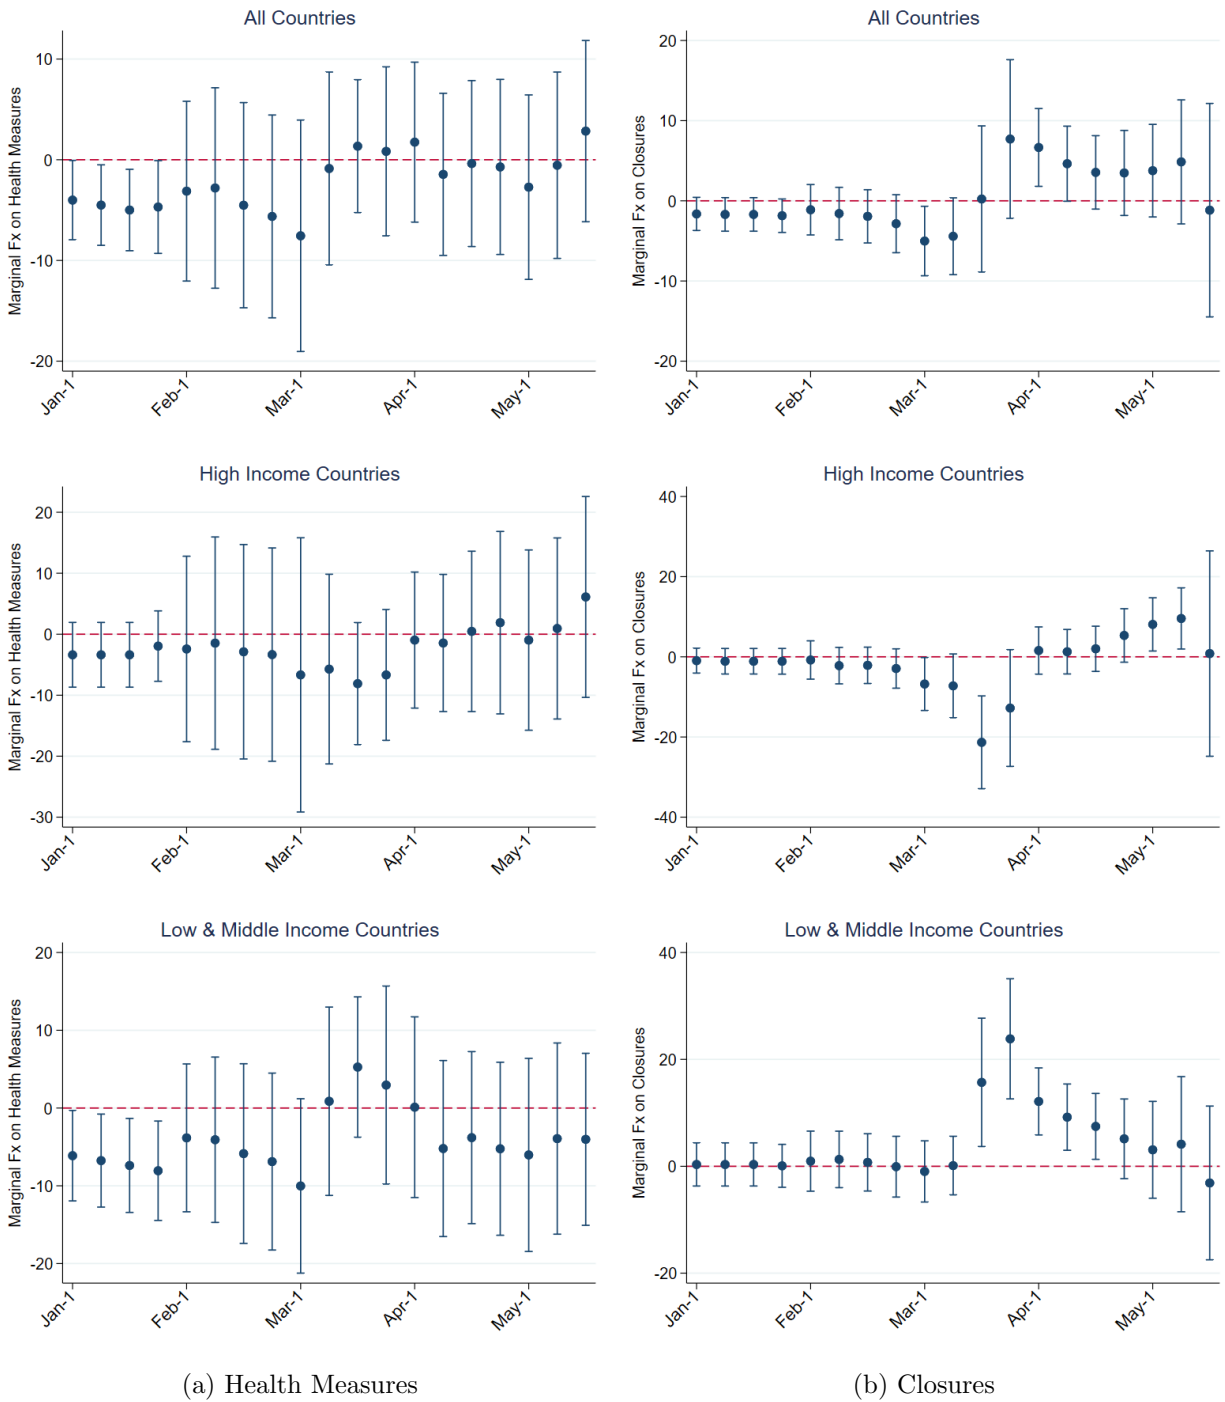 All Countries
Marginal Fx on Health Measures
10
0
-10
-20
Jan-1 Feb-1 Mar-1 Apr-1 May-1
All Countries
Marginal Fx on Closures
20
10
0
-10
-20
Jan-1 Feb-1 Mar-1 Apr-1 May-1
High Income Countries
Marginal Fx on Health Measures
20
10
0
-10
-20
-30
Jan-1 Feb-1 Mar-1 Apr-1 May-1
High Income Countries
Marginal Fx on Closures
40
20
0
-20
-40
Jan-1 Feb-1 Mar-1 Apr-1 May-1
Low & Middle Income Countries
Marginal Fx on Health Measures
20
10
0
-10
-20
Jan-1 Feb-1 Mar-1 Apr-1 May-1
Low & Middle Income Countries
Marginal Fx on Closures
40
20
0
-20
Jan-1 Feb-1 Mar-1 Apr-1 May-1
(a) Health Measures
(b) Closures